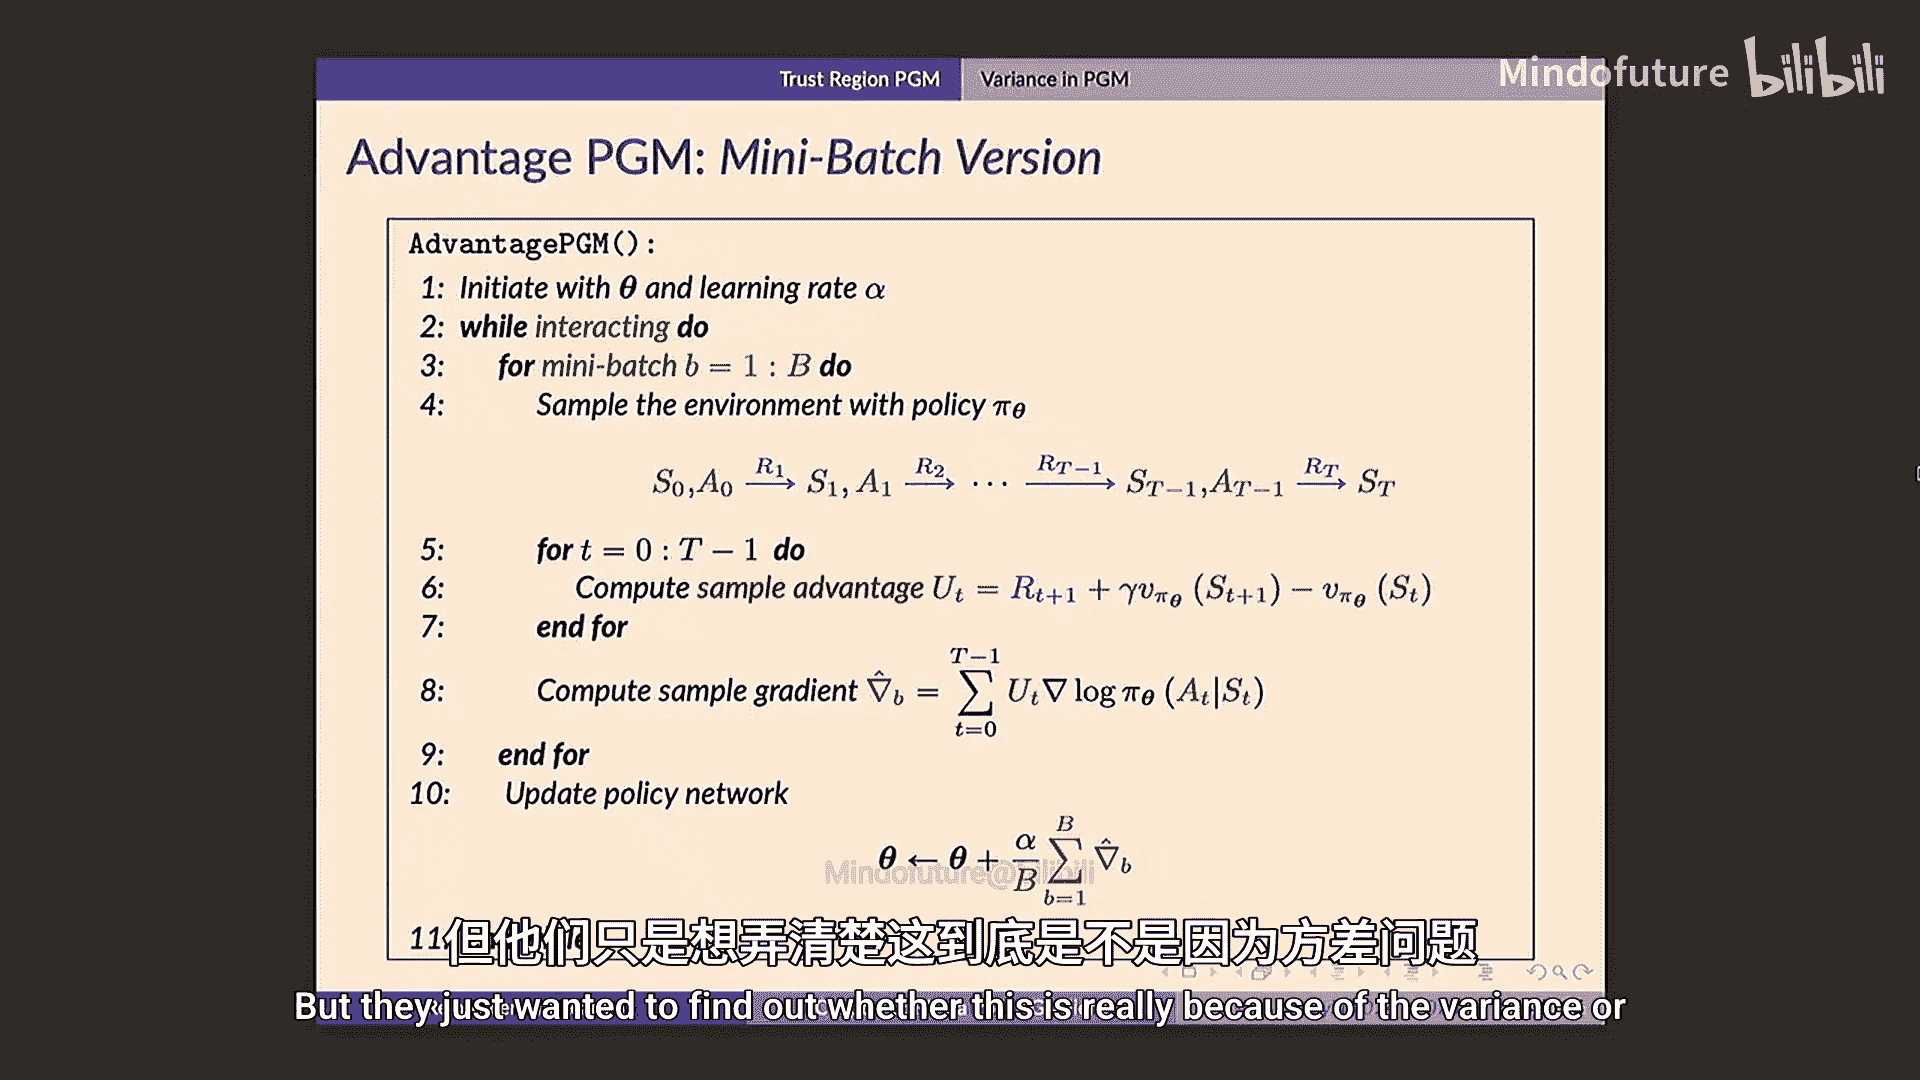 Trust Region PGM Variance in PGM
Mindofuture bilibili
Advantage PGM: Mini-Batch Version
AdvantagePGM():
1: Initiate with θ and learning rate α
2: while interacting do
3: for mini-batch b = 1 : B do
4: Sample the environment with policy π_θ
S_0, A_0 —R_1→ S_1, A_1 —R_2→ ⋯ —R_{T−1}→ S_{T−1}, A_{T−1} —R_T→ S_T
5: for t = 0 : T − 1 do
6: Compute sample advantage U_t = R_{t+1} + γv_{π_θ} (S_{t+1}) − v_{π_θ} (S_t)
7: end for
8: Compute sample gradient ∇̂_b = ∑_{t=0}^{T−1} U_t ∇ log π_θ (A_t|S_t)
9: end for
10: Update policy network
θ ← θ + α/B ∑_{b=1}^{B} ∇̂_b
Mindofuture@bilibili
11:
但他们只是想弄清楚这到底是不是因为方差问题
But they just wanted to find out whether this is really because of the variance or